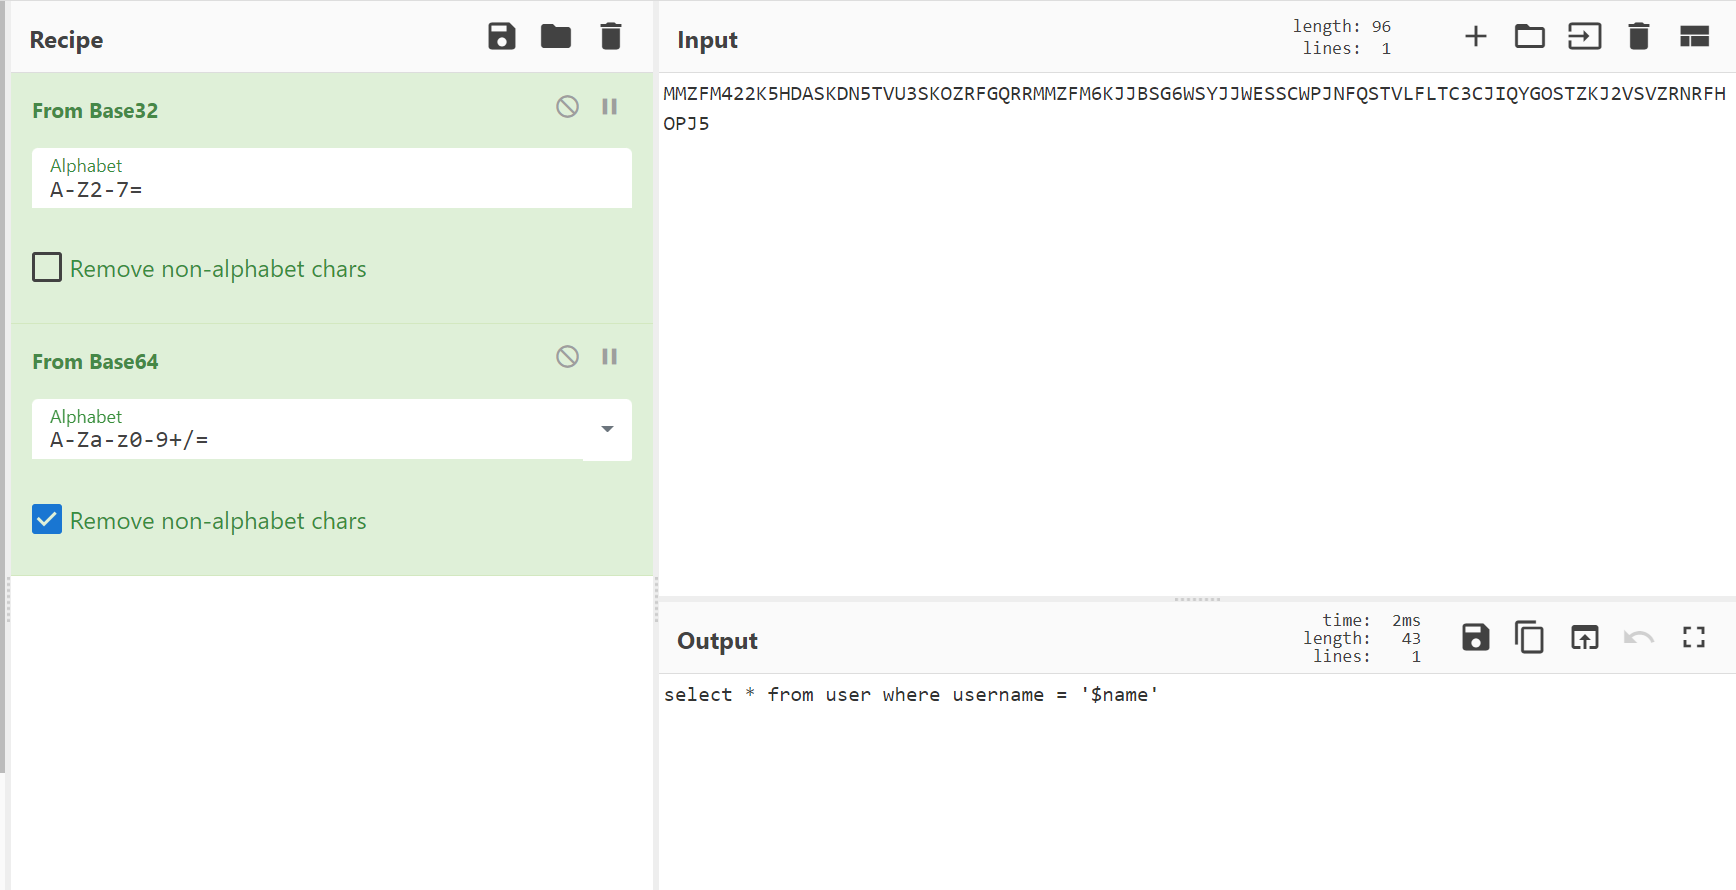 Recipe
From Base32
Alphabet
A-Z2-7=
Remove non-alphabet chars
From Base64
Alphabet
A-Za-z0-9+/=
Remove non-alphabet chars
Input
length: 96
lines: 1
MMZFM422K5HDASKDN5TVU3SKOZRFGQRRMMZFM6KJJBSG6WSYJJWESSCWPJNFQSTVLFLTC3CJIQYGOSTZKJ2VSVZRNRFH
OPJ5
Output
time: 2ms
length: 43
lines: 1
select * from user where username = '$name'